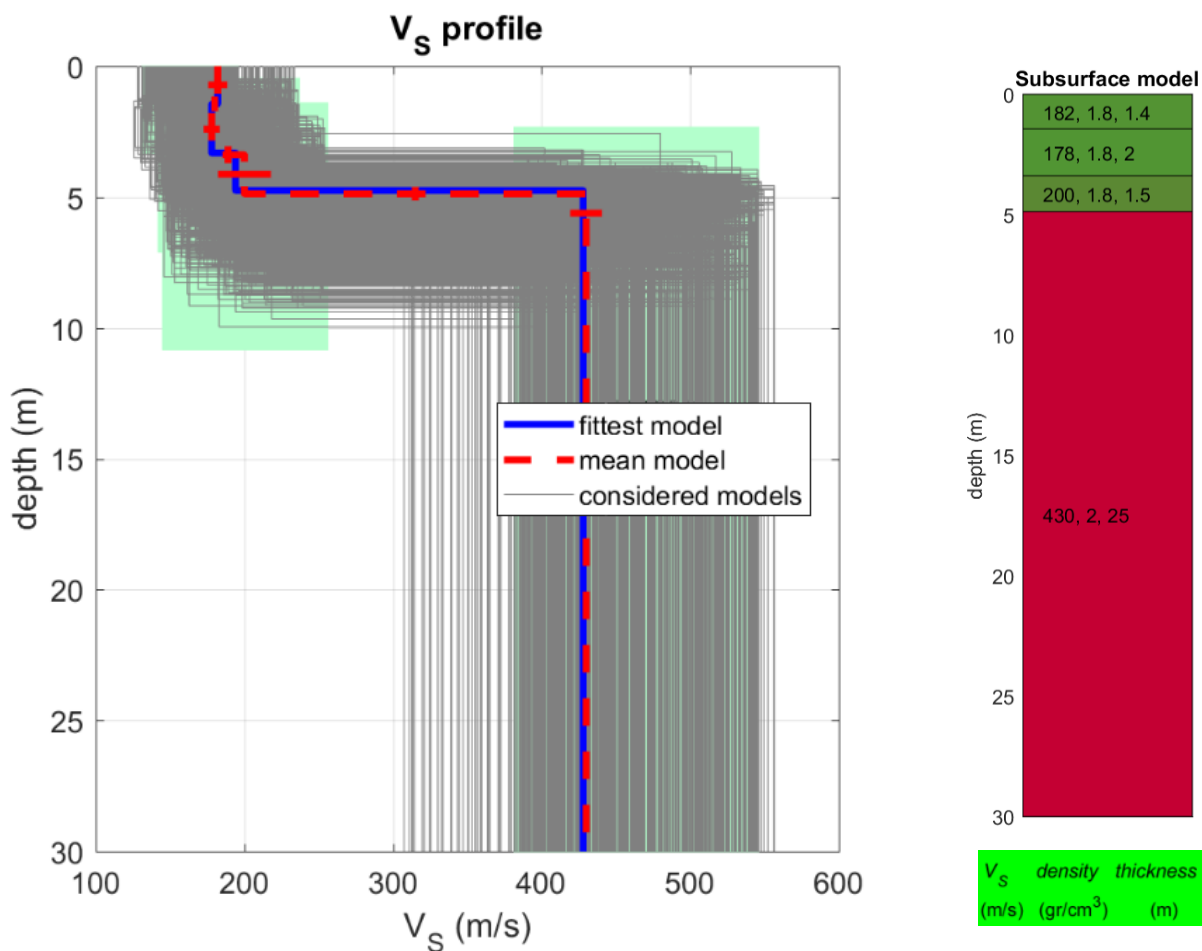 V_S profile
0
5
10
15
20
25
30
depth (m)
100
200
300
400
500
600
V_S (m/s)
fittest model
mean model
considered models
Subsurface model
0
5
10
15
20
25
30
depth (m)
182, 1.8, 1.4
178, 1.8, 2
200, 1.8, 1.5
430, 2, 25
V_S density thickness
(m/s) (gr/cm³) (m)